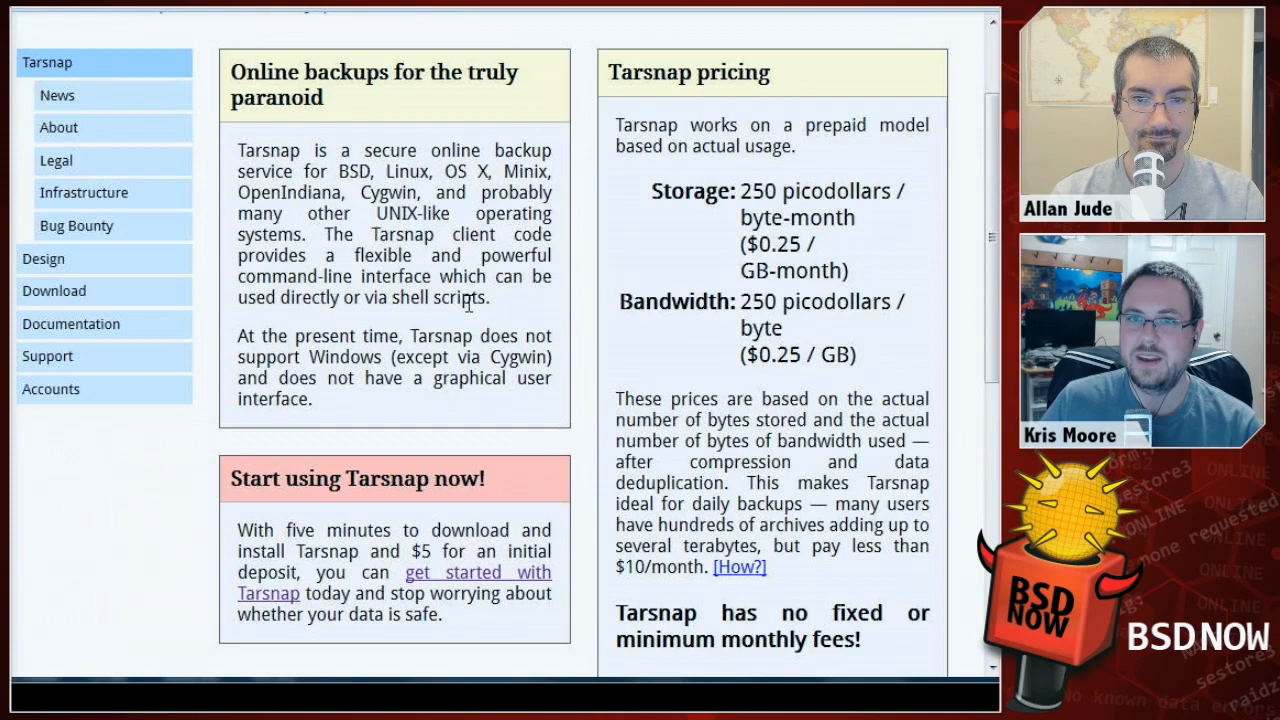 Tarsnap
News
About
Legal
Infrastructure
Bug Bounty
Design
Download
Documentation
Support
Accounts
Online backups for the truly
paranoid
Tarsnap is a secure online backup
service for BSD, Linux, OS X, Minix,
OpenIndiana, Cygwin, and probably
many other UNIX-like operating
systems. The Tarsnap client code
provides a flexible and powerful
command-line interface which can be
used directly or via shell scripts.
At the present time, Tarsnap does not
support Windows (except via Cygwin)
and does not have a graphical user
interface.
Start using Tarsnap now!
With five minutes to download and
install Tarsnap and $5 for an initial
deposit, you can get started with
Tarsnap today and stop worrying about
whether your data is safe.
Tarsnap pricing
Tarsnap works on a prepaid model
based on actual usage.
Storage: 250 picodollars /
byte-month
($0.25 /
GB-month)
Bandwidth: 250 picodollars /
byte
($0.25 / GB)
These prices are based on the actual
number of bytes stored and the actual
number of bytes of bandwidth used —
after compression and data
deduplication. This makes Tarsnap
ideal for daily backups — many users
have hundreds of archives adding up to
several terabytes, but pay less than
$10/month. [How?]
Tarsnap has no fixed or
minimum monthly fees!
Allan Jude
Kris Moore
BSD
NOW
BSD NOW
ONLINE
ONLINE
ONLINE
ONLINE
No known data errors